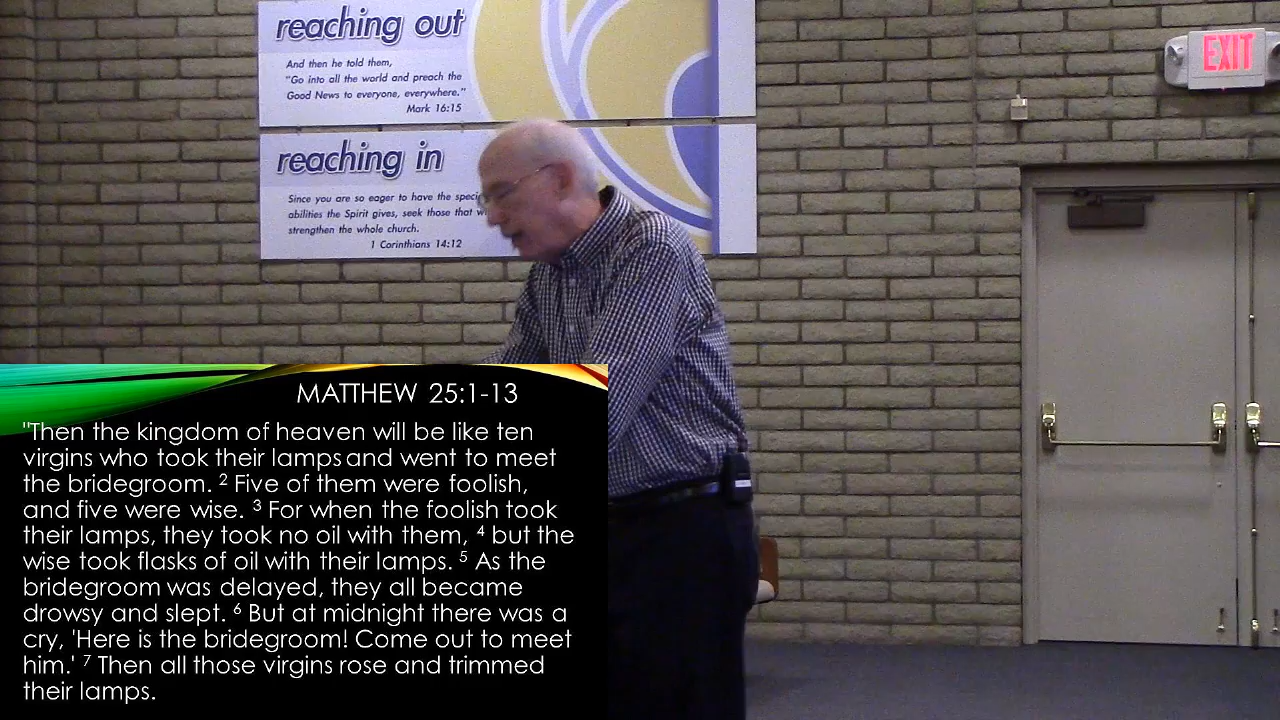 reaching out
And then he told them,
"Go into all the world and preach the
Good News to everyone, everywhere."
Mark 16:15
EXIT
reaching in
Since you are so eager to have the
abilities the Spirit gives, seek those that
strengthen the whole church.
1 Corinthians 14:12
MATTHEW 25:1-13
"Then the kingdom of heaven will be like ten
virgins who took their lamps and went to meet
the bridegroom. ² Five of them were foolish,
and five were wise. ³ For when the foolish took
their lamps, they took no oil with them, ⁴ but the
wise took flasks of oil with their lamps. ⁵ As the
bridegroom was delayed, they all became
drowsy and slept. ⁶ But at midnight there was a
cry, 'Here is the bridegroom! Come out to meet
him.' ⁷ Then all those virgins rose and trimmed
their lamps.